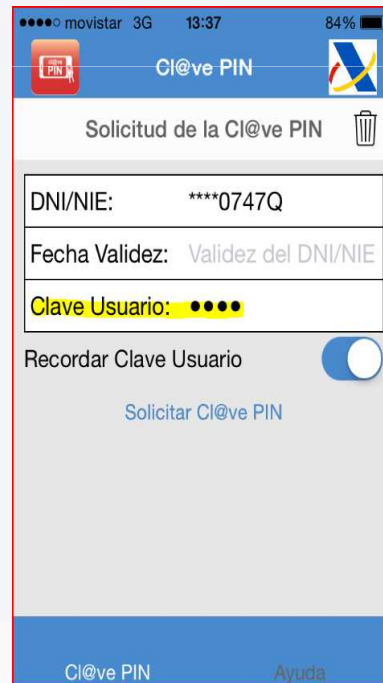 movistar 3G 13:37 84%
cl@ve
PIN
Cl@ve PIN
Solicitud de la Cl@ve PIN
DNI/NIE: ****0747Q
Fecha Validez: Validez del DNI/NIE
Clave Usuario: ●●●●
Recordar Clave Usuario
Solicitar Cl@ve PIN
Cl@ve PIN Ayuda